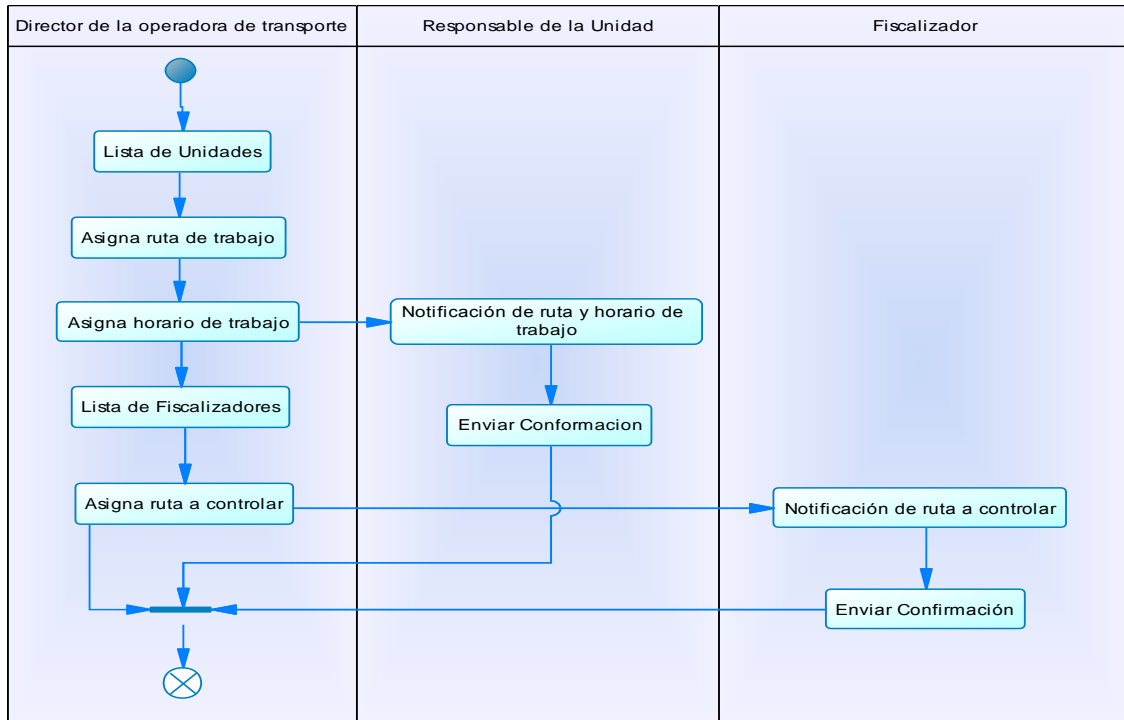 Director de la operadora de transporte
Responsable de la Unidad
Fiscalizador
Lista de Unidades
Asigna ruta de trabajo
Asigna horario de trabajo
Notificación de ruta y horario de
trabajo
Lista de Fiscalizadores
Enviar Conformacion
Asigna ruta a controlar
Notificación de ruta a controlar
Enviar Confirmación